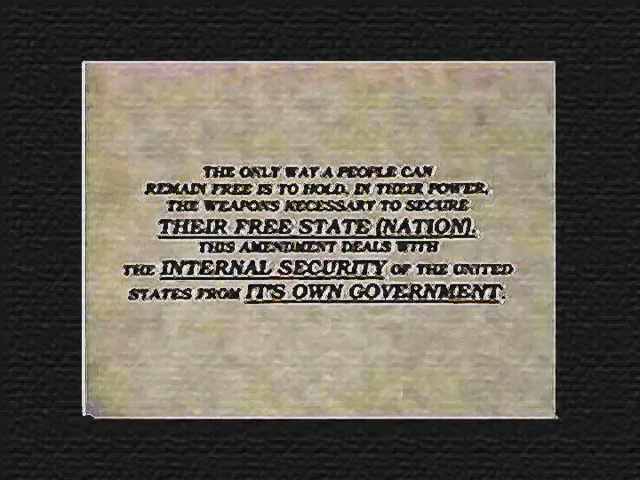 THE ONLY WAY A PEOPLE CAN
REMAIN FREE IS TO HOLD, IN THEIR POWER,
THE WEAPONS NECESSARY TO SECURE
THEIR FREE STATE (NATION).
THIS AMENDMENT DEALS WITH
THE INTERNAL SECURITY OF THE UNITED
STATES FROM IT'S OWN GOVERNMENT.